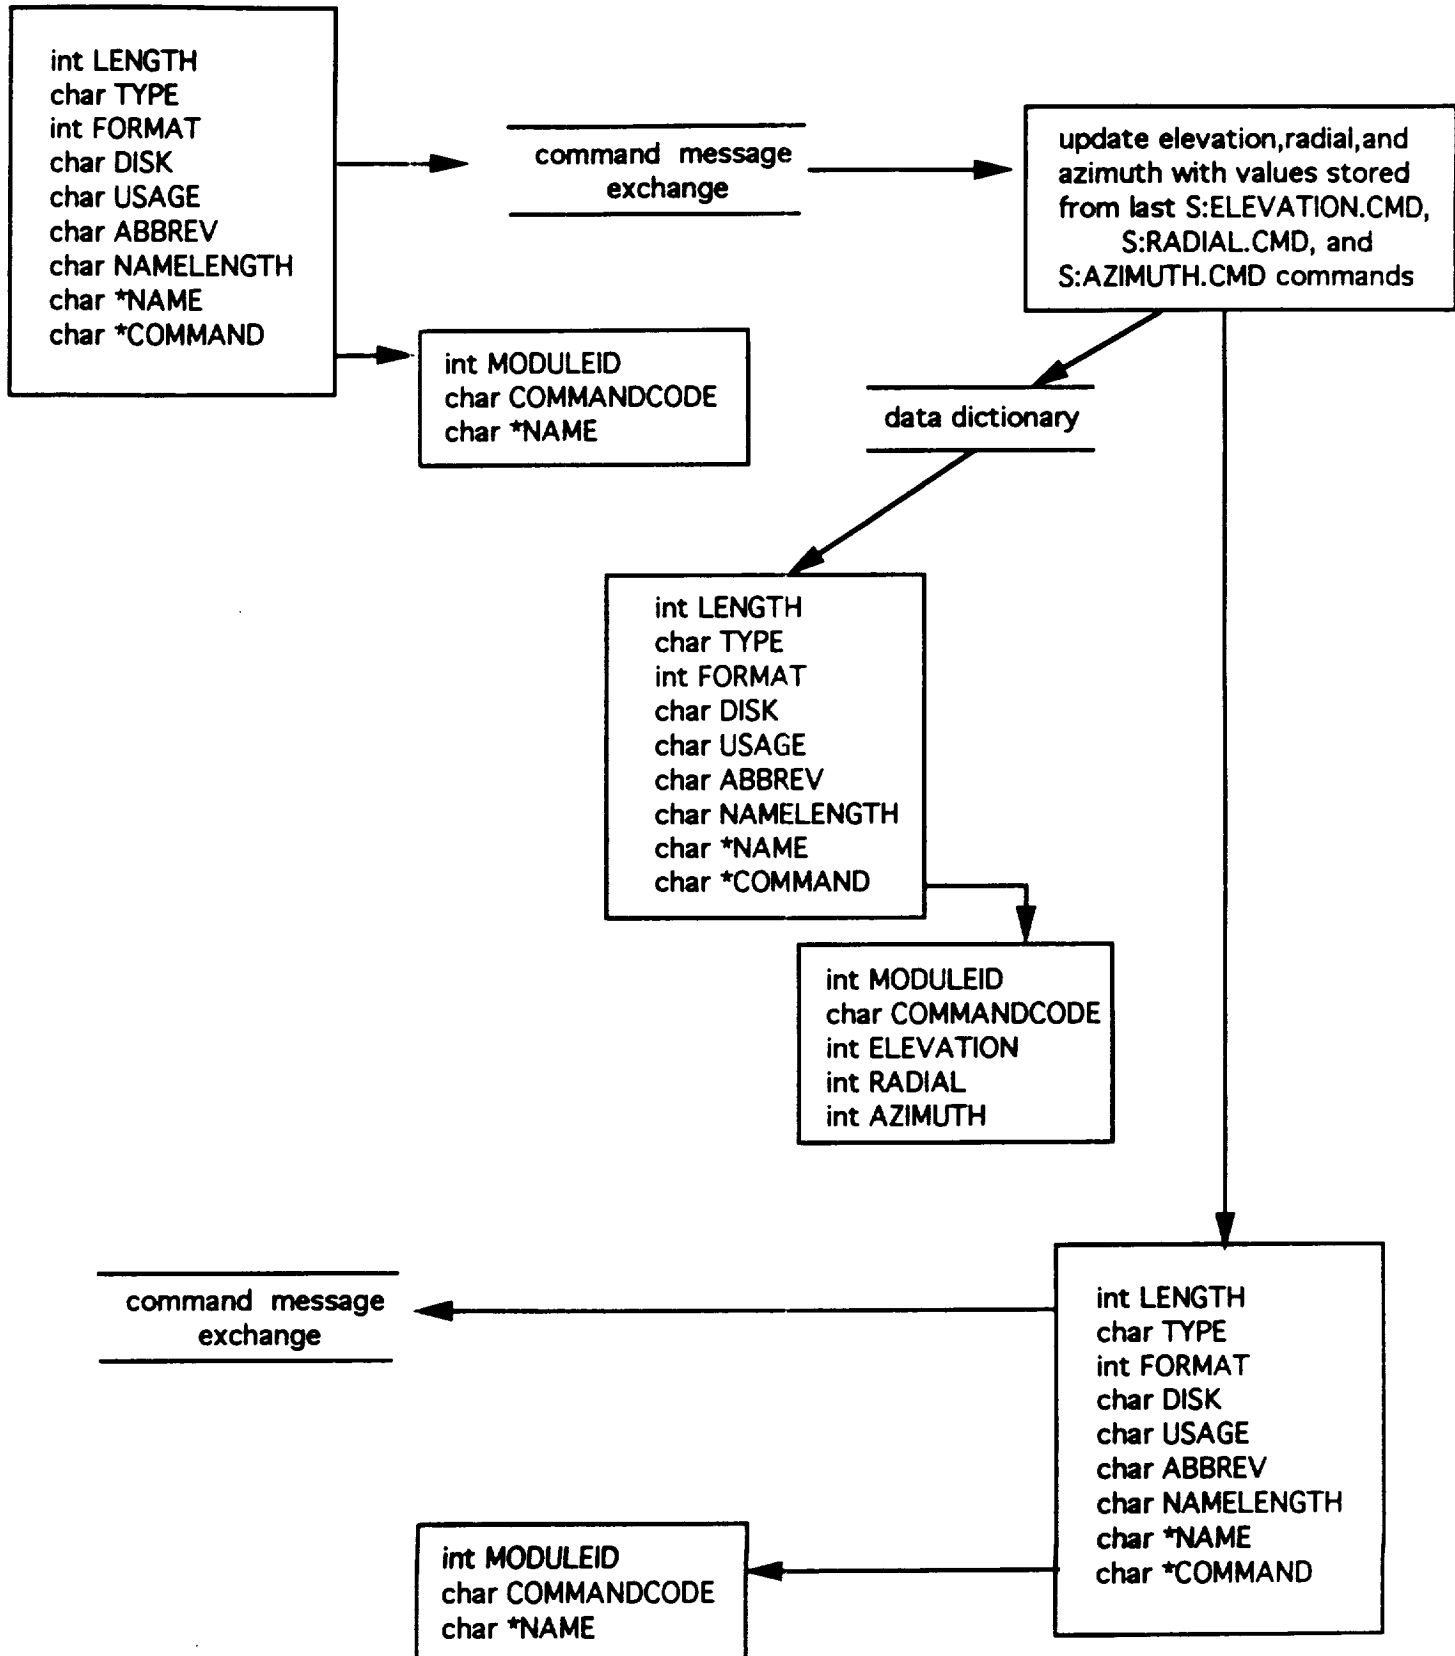 int LENGTH
char TYPE
int FORMAT
char DISK
char USAGE
char ABBREV
char NAMELENGTH
char *NAME
char *COMMAND
command message
exchange
update elevation,radial,and
azimuth with values stored
from last S:ELEVATION.CMD,
S:RADIAL.CMD, and
S:AZIMUTH.CMD commands
int MODULEID
char COMMANDCODE
char *NAME
data dictionary
int LENGTH
char TYPE
int FORMAT
char DISK
char USAGE
char ABBREV
char NAMELENGTH
char *NAME
char *COMMAND
int MODULEID
char COMMANDCODE
int ELEVATION
int RADIAL
int AZIMUTH
command message
exchange
int LENGTH
char TYPE
int FORMAT
char DISK
char USAGE
char ABBREV
char NAMELENGTH
char *NAME
char *COMMAND
int MODULEID
char COMMANDCODE
char *NAME